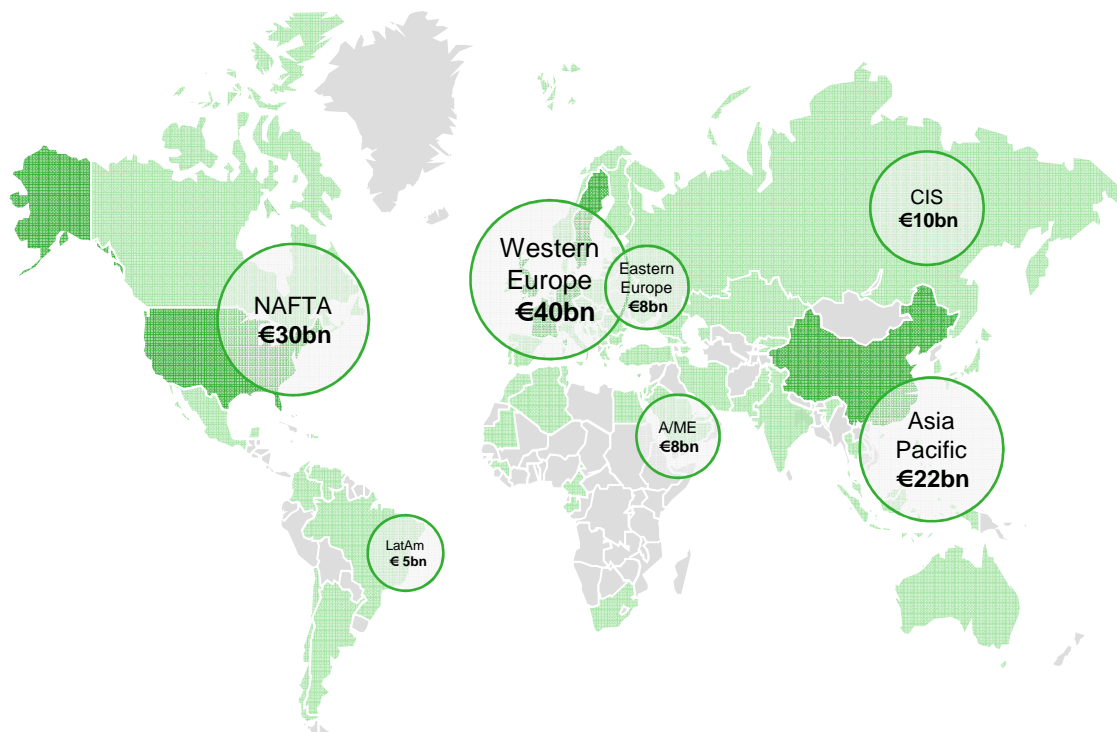 CIS
€10bn
Western
Europe
€40bn
Eastern
Europe
€8bn
NAFTA
€30bn
A/ME
€8bn
Asia
Pacific
€22bn
LatAm
€ 5bn